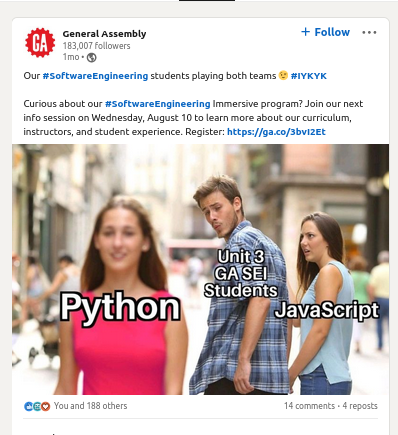 GA
General Assembly
+ Follow
183,007 followers
1mo •
Our #SoftwareEngineering students playing both teams 😉 #IYKYK
Curious about our #SoftwareEngineering Immersive program? Join our next
info session on Wednesday, August 10 to learn more about our curriculum,
instructors, and student experience. Register: https://ga.co/3bvI2Et
Unit 3
GA SEI
Students
Python
JavaScript
You and 188 others
14 comments • 4 reposts